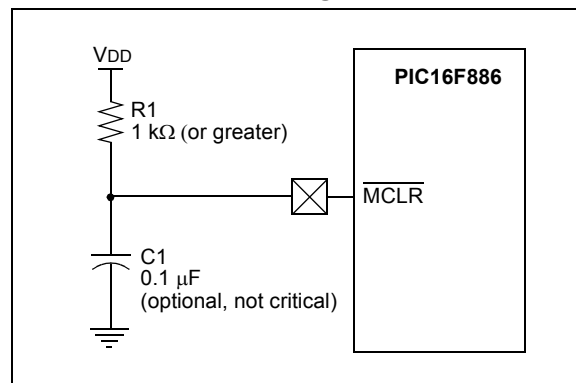 VDD
PIC16F886
R1
1 kΩ (or greater)
MCLR
C1
0.1 μF
(optional, not critical)